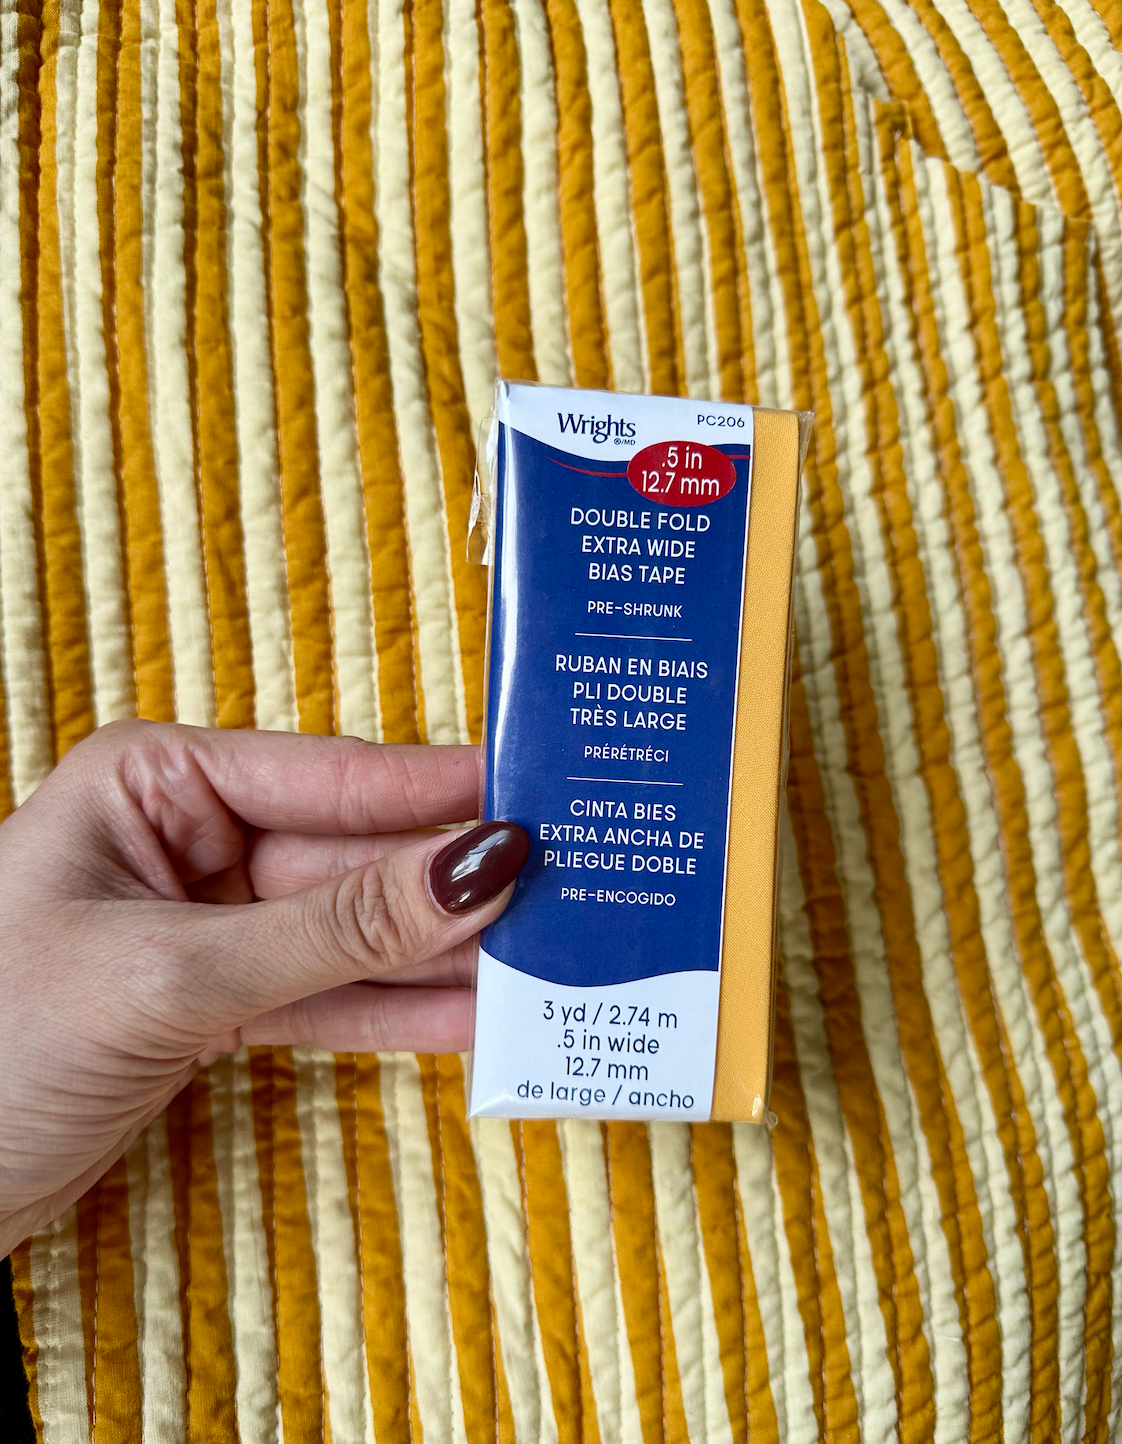 Wrights
®/MD
PC206
.5 in
12.7 mm
DOUBLE FOLD
EXTRA WIDE
BIAS TAPE
PRE-SHRUNK
RUBAN EN BIAIS
PLI DOUBLE
TRÈS LARGE
PRÉRÉTRÉCI
CINTA BIES
EXTRA ANCHA DE
PLIEGUE DOBLE
PRE-ENCOGIDO
3 yd / 2.74 m
.5 in wide
12.7 mm
de large / ancho